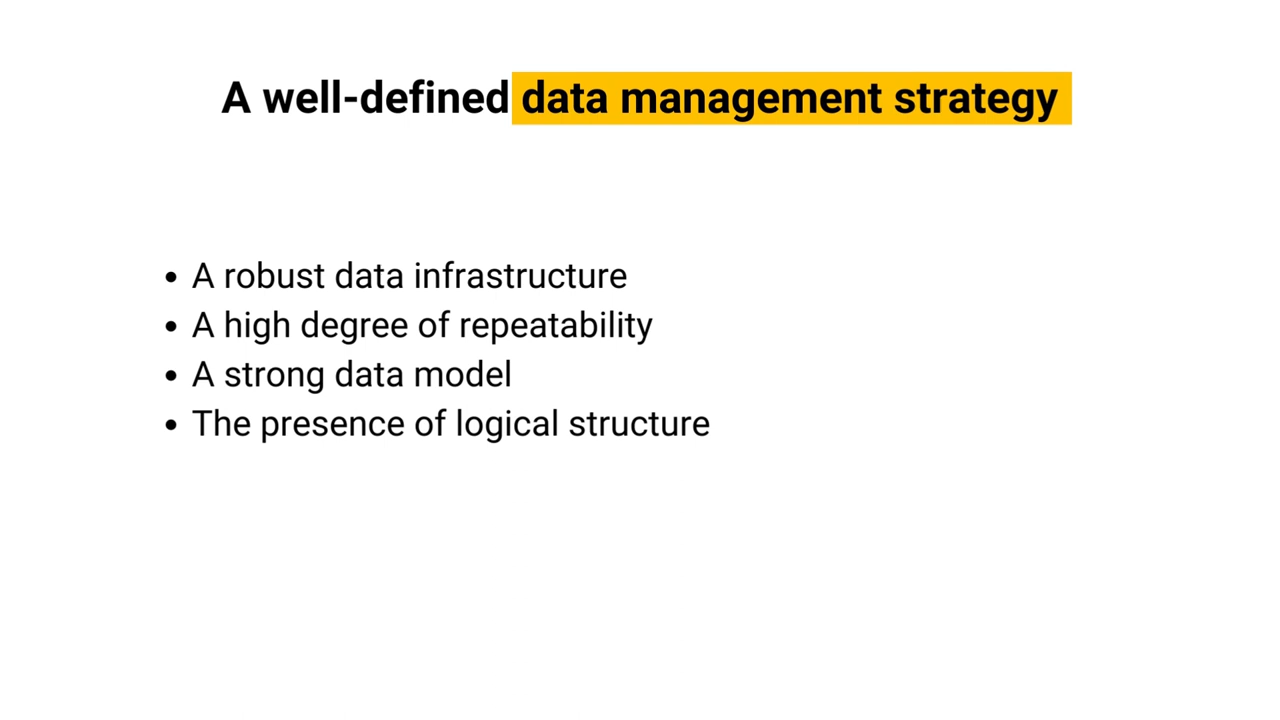 A well-defined data management strategy
• A robust data infrastructure
• A high degree of repeatability
• A strong data model
• The presence of logical structure